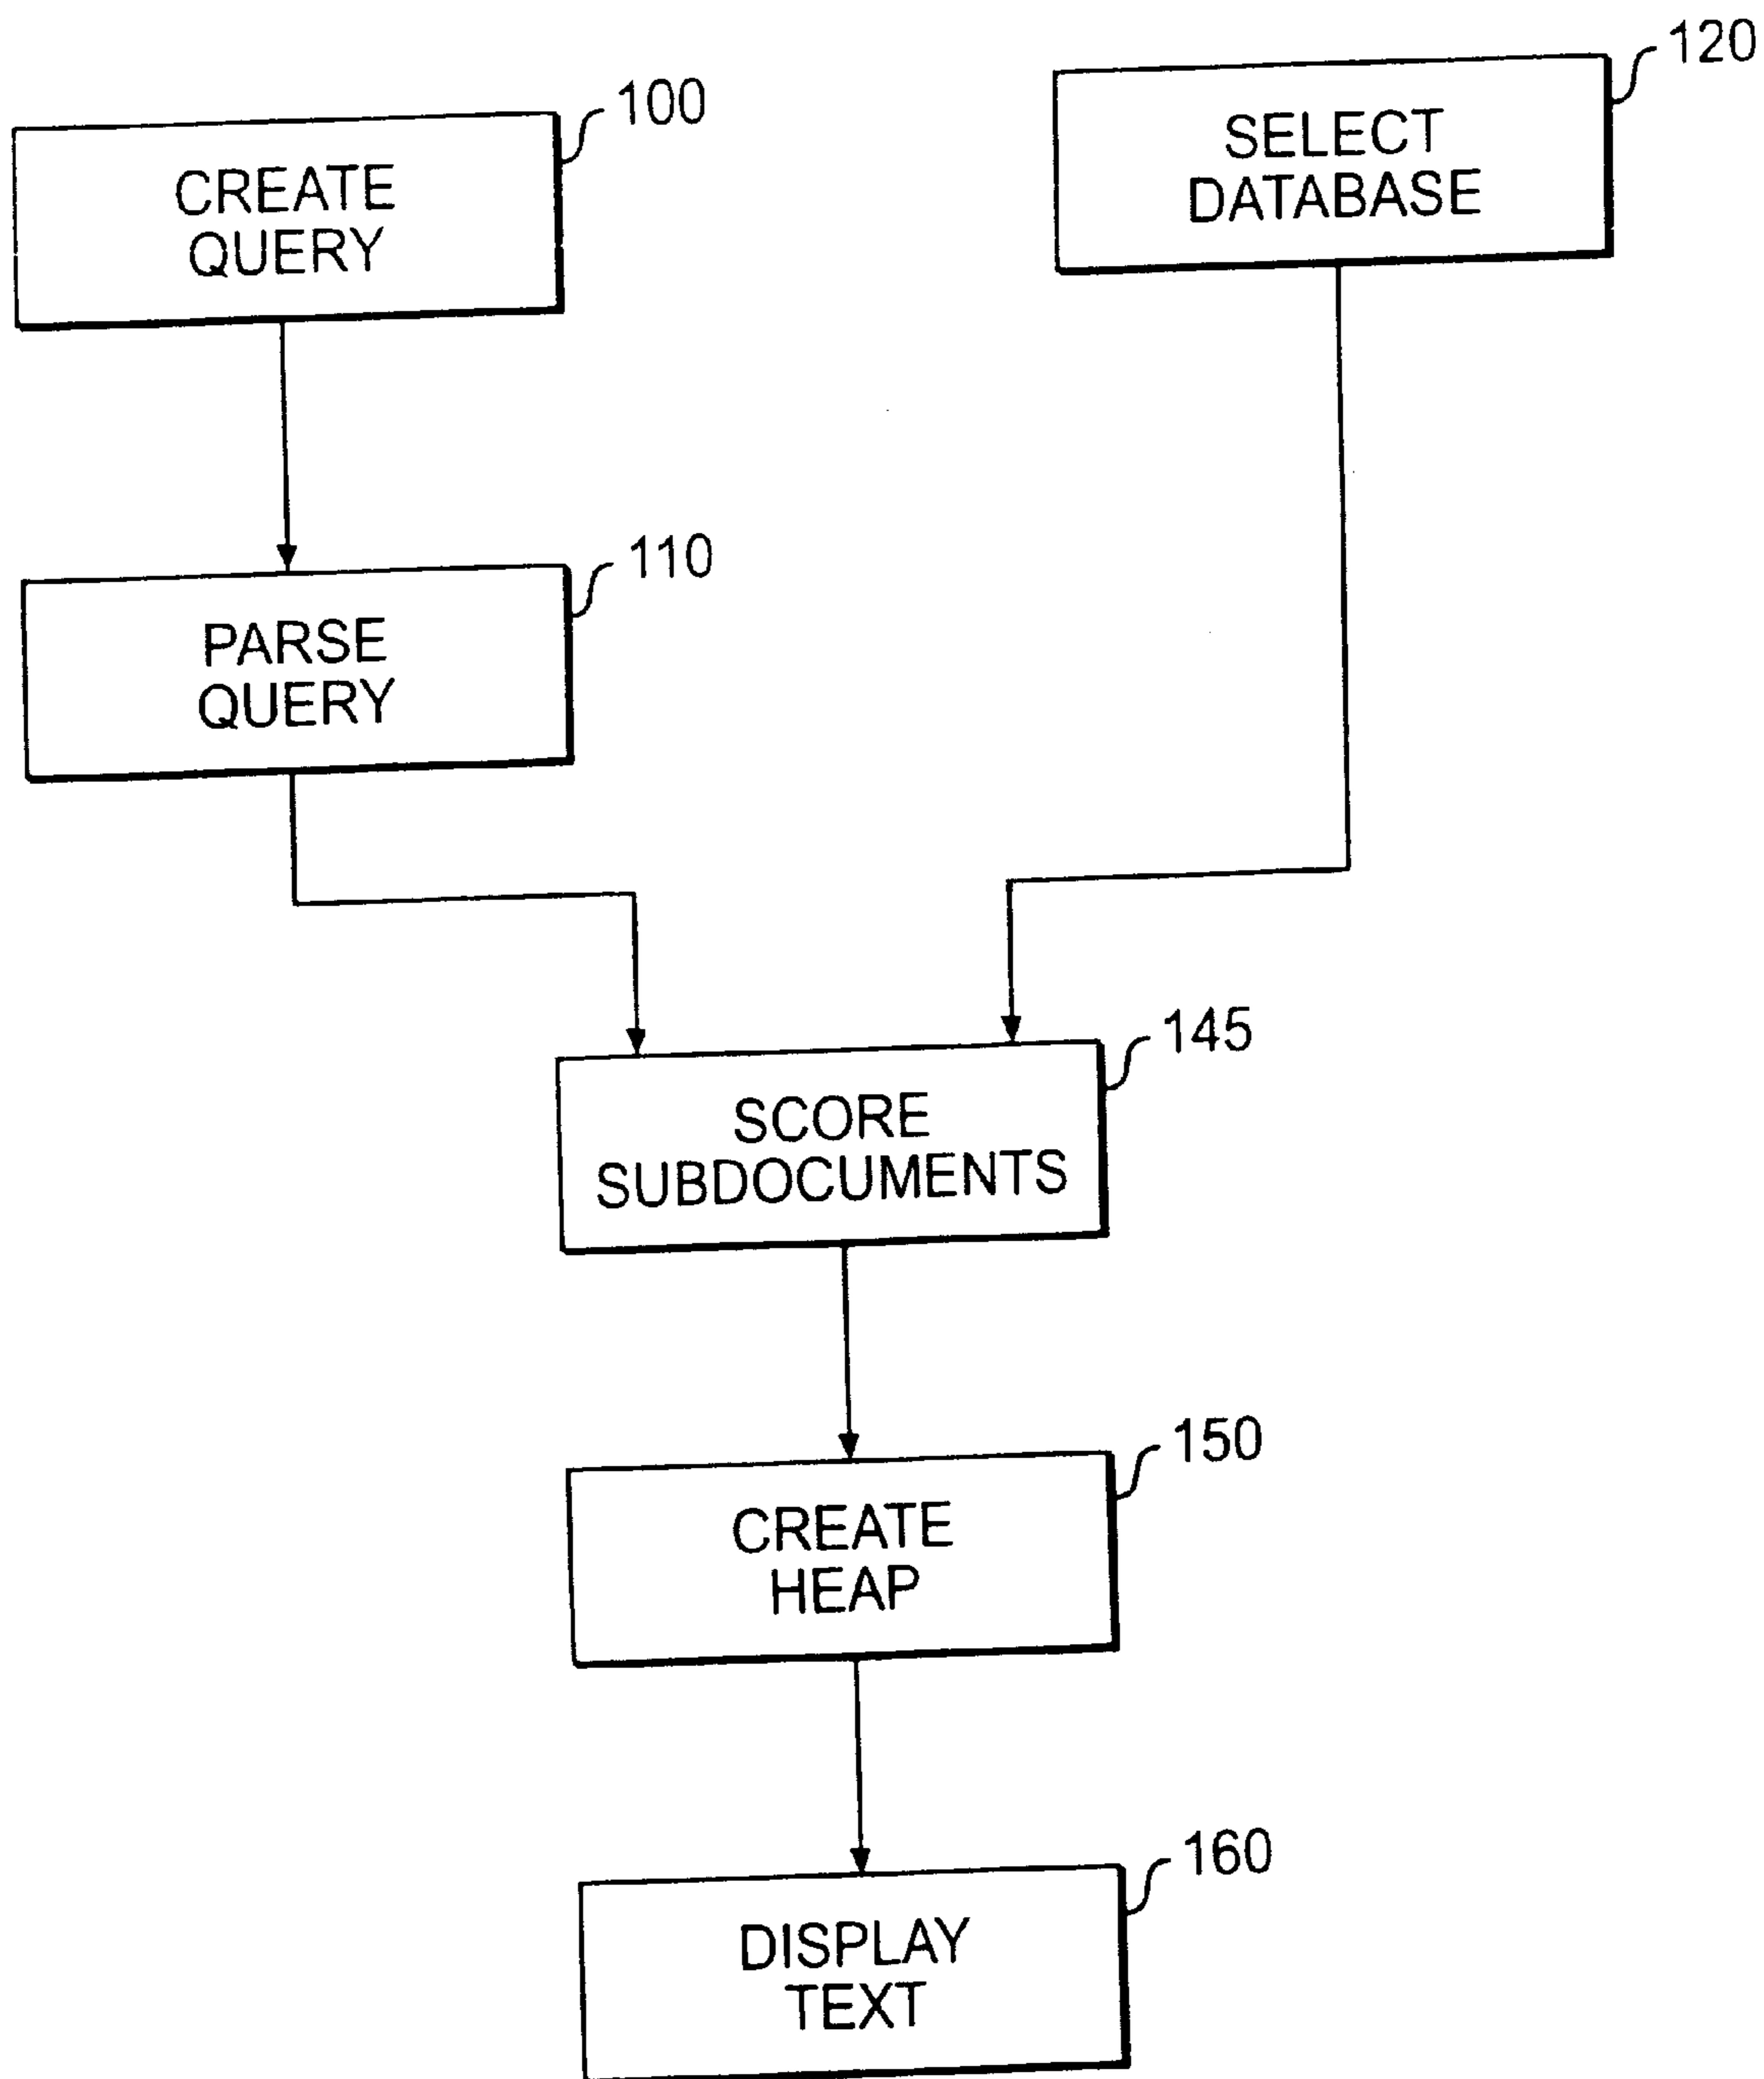 100
CREATE
QUERY
120
SELECT
DATABASE
110
PARSE
QUERY
145
SCORE
SUBDOCUMENTS
150
CREATE
HEAP
160
DISPLAY
TEXT